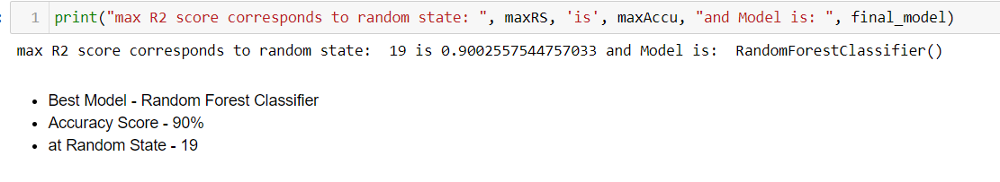 1 print("max R2 score corresponds to random state: ", maxRS, 'is', maxAccu, "and Model is: ", final_model)
max R2 score corresponds to random state:  19 is 0.9002557544757033 and Model is:  RandomForestClassifier()
• Best Model - Random Forest Classifier
• Accuracy Score - 90%
• at Random State - 19